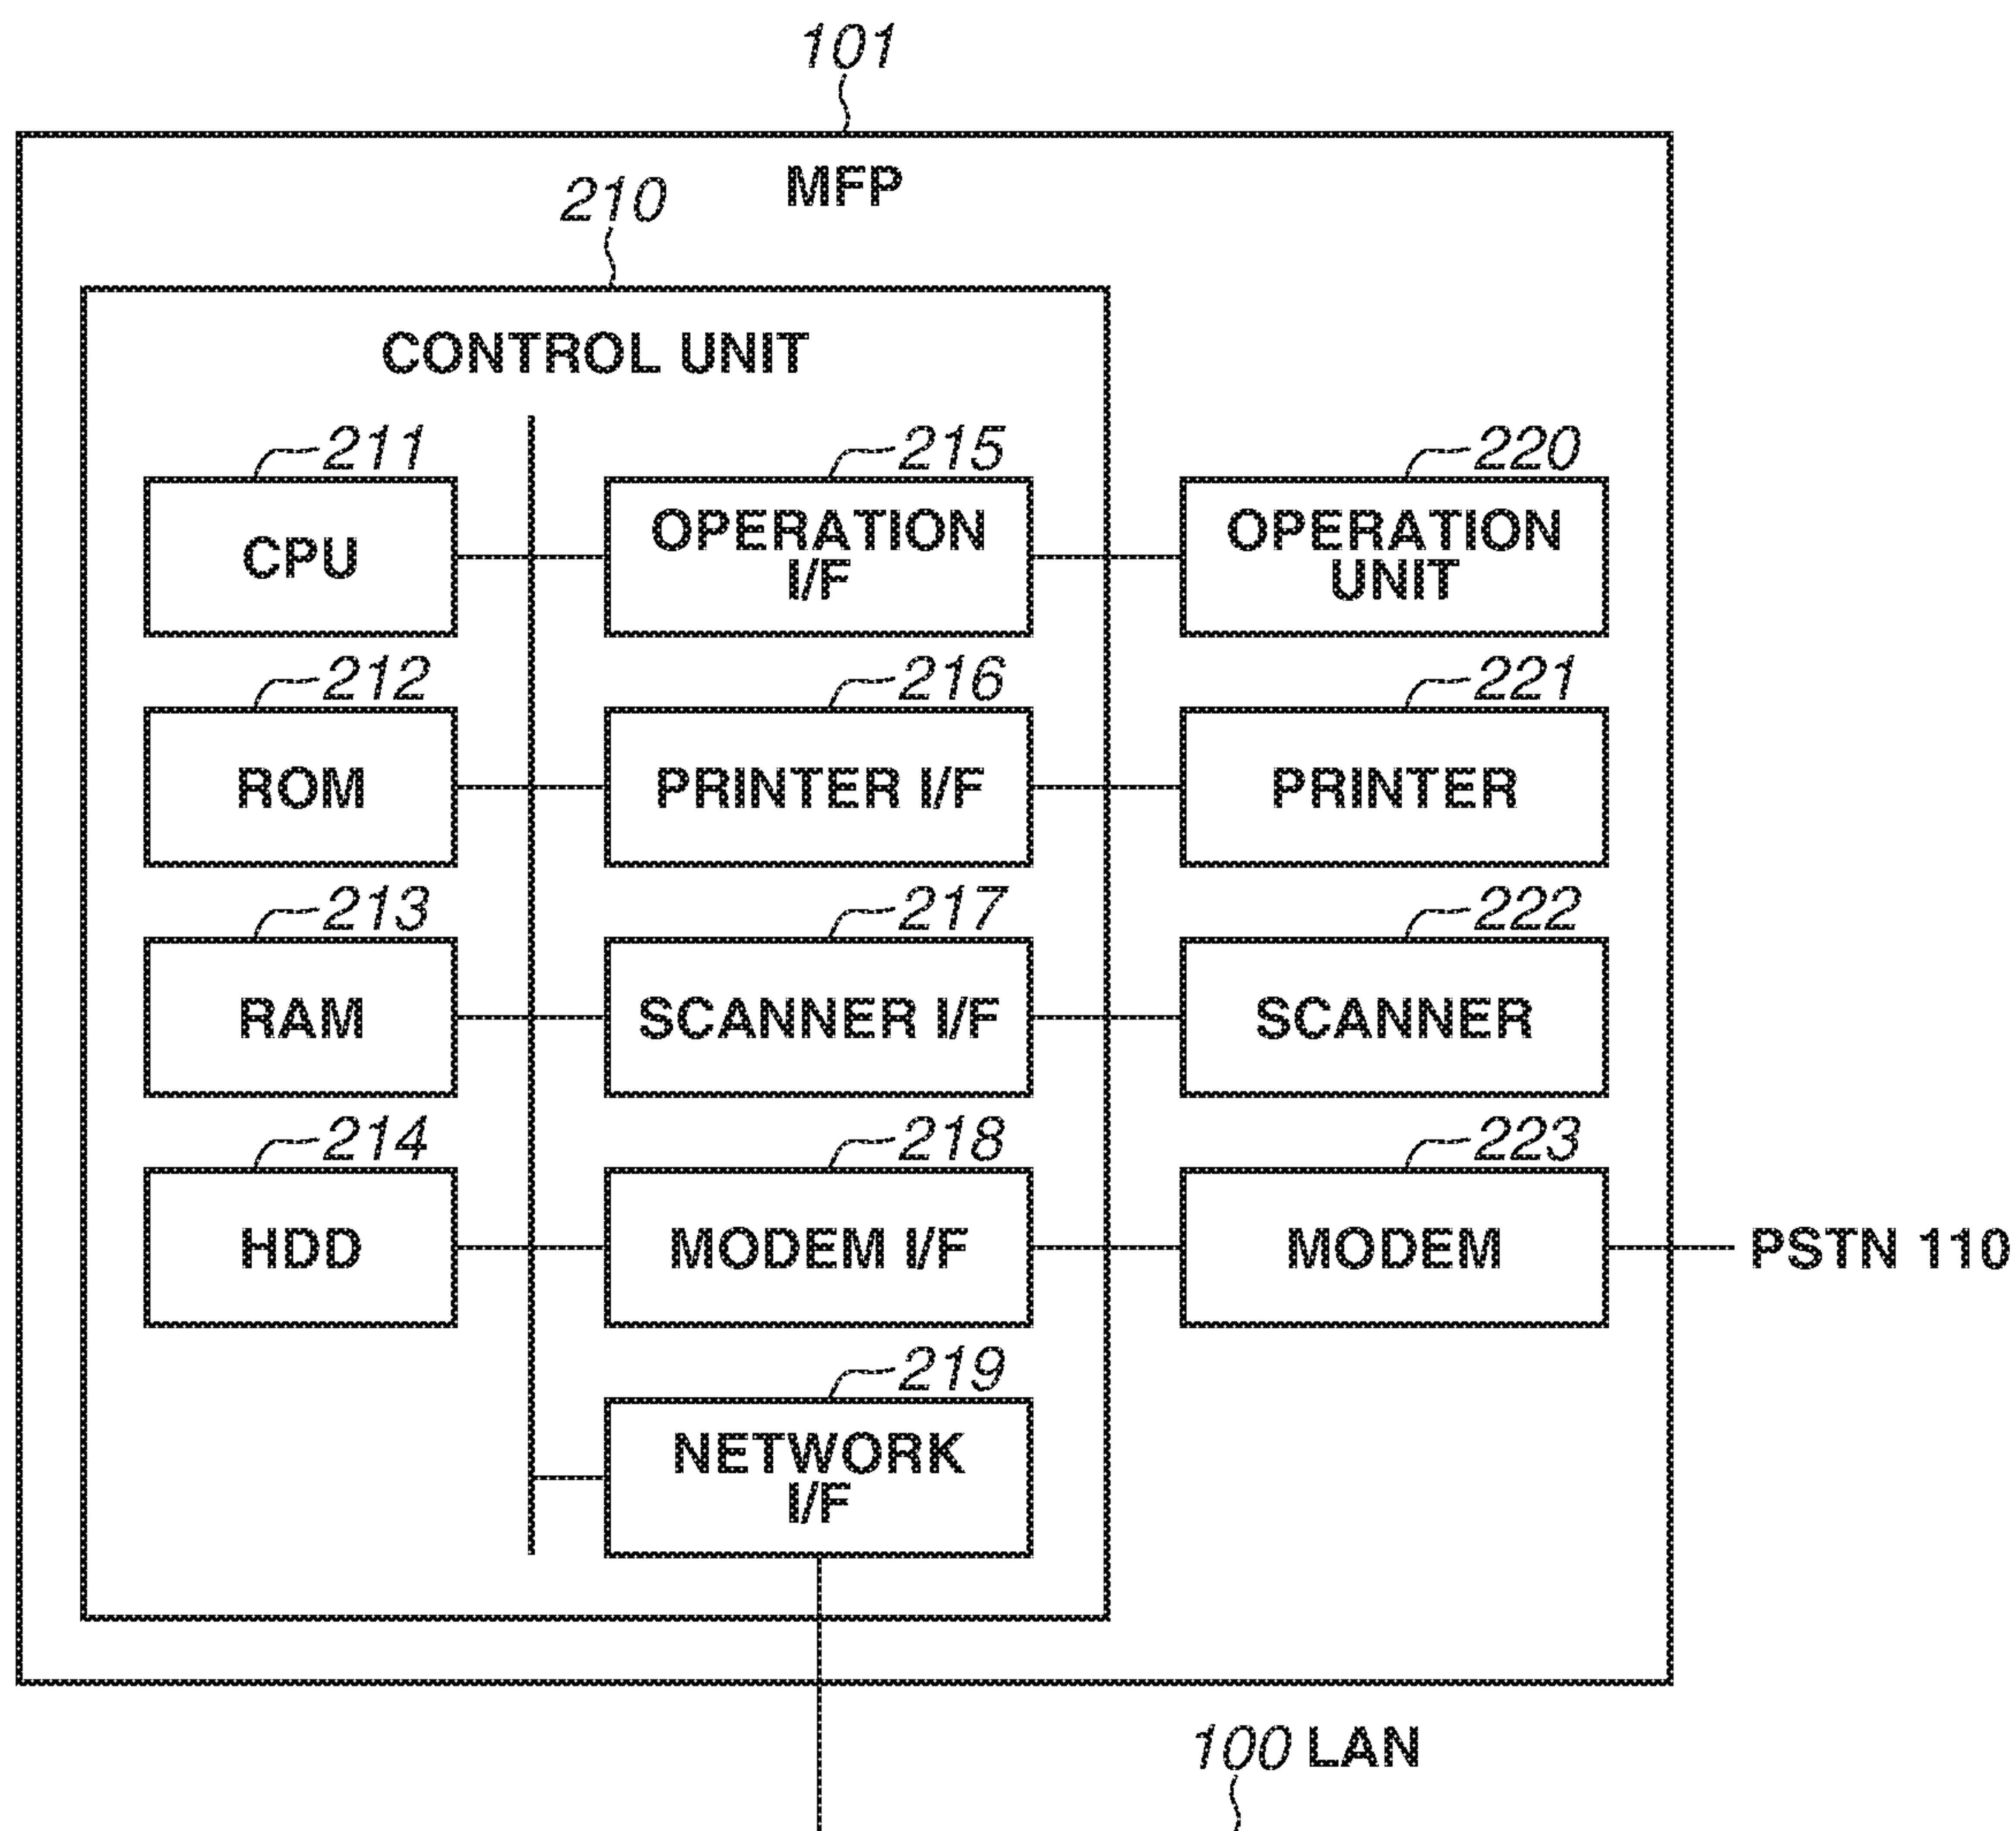 101
MFP
210
CONTROL UNIT
211
215
220
CPU
OPERATION
I/F
OPERATION
UNIT
212
216
221
ROM
PRINTER I/F
PRINTER
213
217
222
RAM
SCANNER I/F
SCANNER
214
218
223
HDD
MODEM I/F
MODEM
PSTN 110
219
NETWORK
I/F
100 LAN